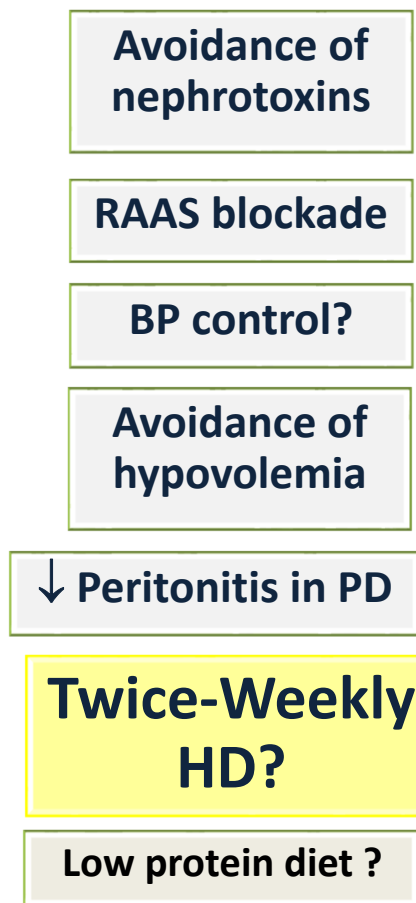 Avoidance of
nephrotoxins
RAAS blockade
BP control?
Avoidance of
hypovolemia
↓ Peritonitis in PD
Twice-Weekly
HD?
Low protein diet ?